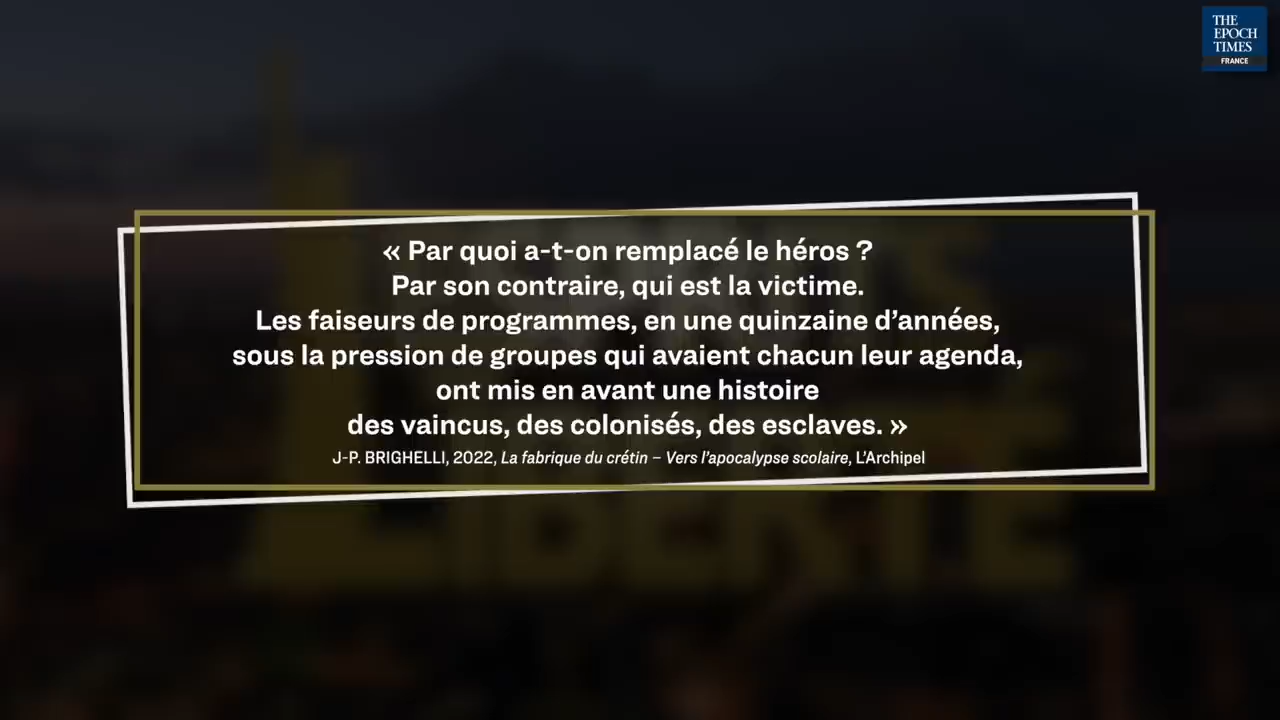 THE
EPOCH
TIMES
FRANCE
« Par quoi a-t-on remplacé le héros ?
Par son contraire, qui est la victime.
Les faiseurs de programmes, en une quinzaine d’années,
sous la pression de groupes qui avaient chacun leur agenda,
ont mis en avant une histoire
des vaincus, des colonisés, des esclaves. »
J-P. BRIGHELLI, 2022, La fabrique du crétin – Vers l’apocalypse scolaire, L’Archipel
LIBERTÉ